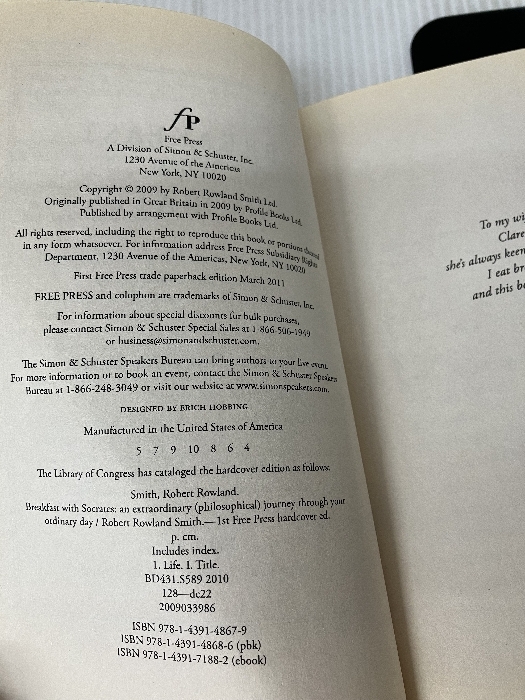 fP
Free Press
A Division of Simon & Schuster, Inc.
1230 Avenue of the Americas
New York, NY 10020
Copyright © 2009 by Robert Rowland Smith Ltd.
Originally published in Great Britain in 2009 by Profile Books Ltd.
Published by arrangement with Profile Books Ltd.
All rights reserved, including the right to reproduce this book or portions thereof
in any form whatsoever. For information address Free Press Subsidiary Rights
Department, 1230 Avenue of the Americas, New York, NY 10020
First Free Press trade paperback edition March 2011
FREE PRESS and colophon are trademarks of Simon & Schuster, Inc.
For information about special discounts for bulk purchases,
please contact Simon & Schuster Special Sales at 1-866-506-1949
or business@simonandschuster.com.
The Simon & Schuster Speakers Bureau can bring authors to your live event.
For more information or to book an event, contact the Simon & Schuster Speakers
Bureau at 1-866-248-3049 or visit our website at www.simonspeakers.com.
DESIGNED BY ERICH HOBBING
Manufactured in the United States of America
5 7 9 10 8 6 4
The Library of Congress has cataloged the hardcover edition as follows:
Smith, Robert Rowland.
Breakfast with Socrates: an extraordinary (philosophical) journey through your
ordinary day / Robert Rowland Smith.—1st Free Press hardcover ed.
p. cm.
Includes index.
1. Life. I. Title.
BD431.S589 2010
128—dc22
2009033986
ISBN 978-1-4391-4867-9
ISBN 978-1-4391-4868-6 (pbk)
ISBN 978-1-4391-7188-2 (ebook)
To my wi
Clare
she's always keen
I eat br
and this b